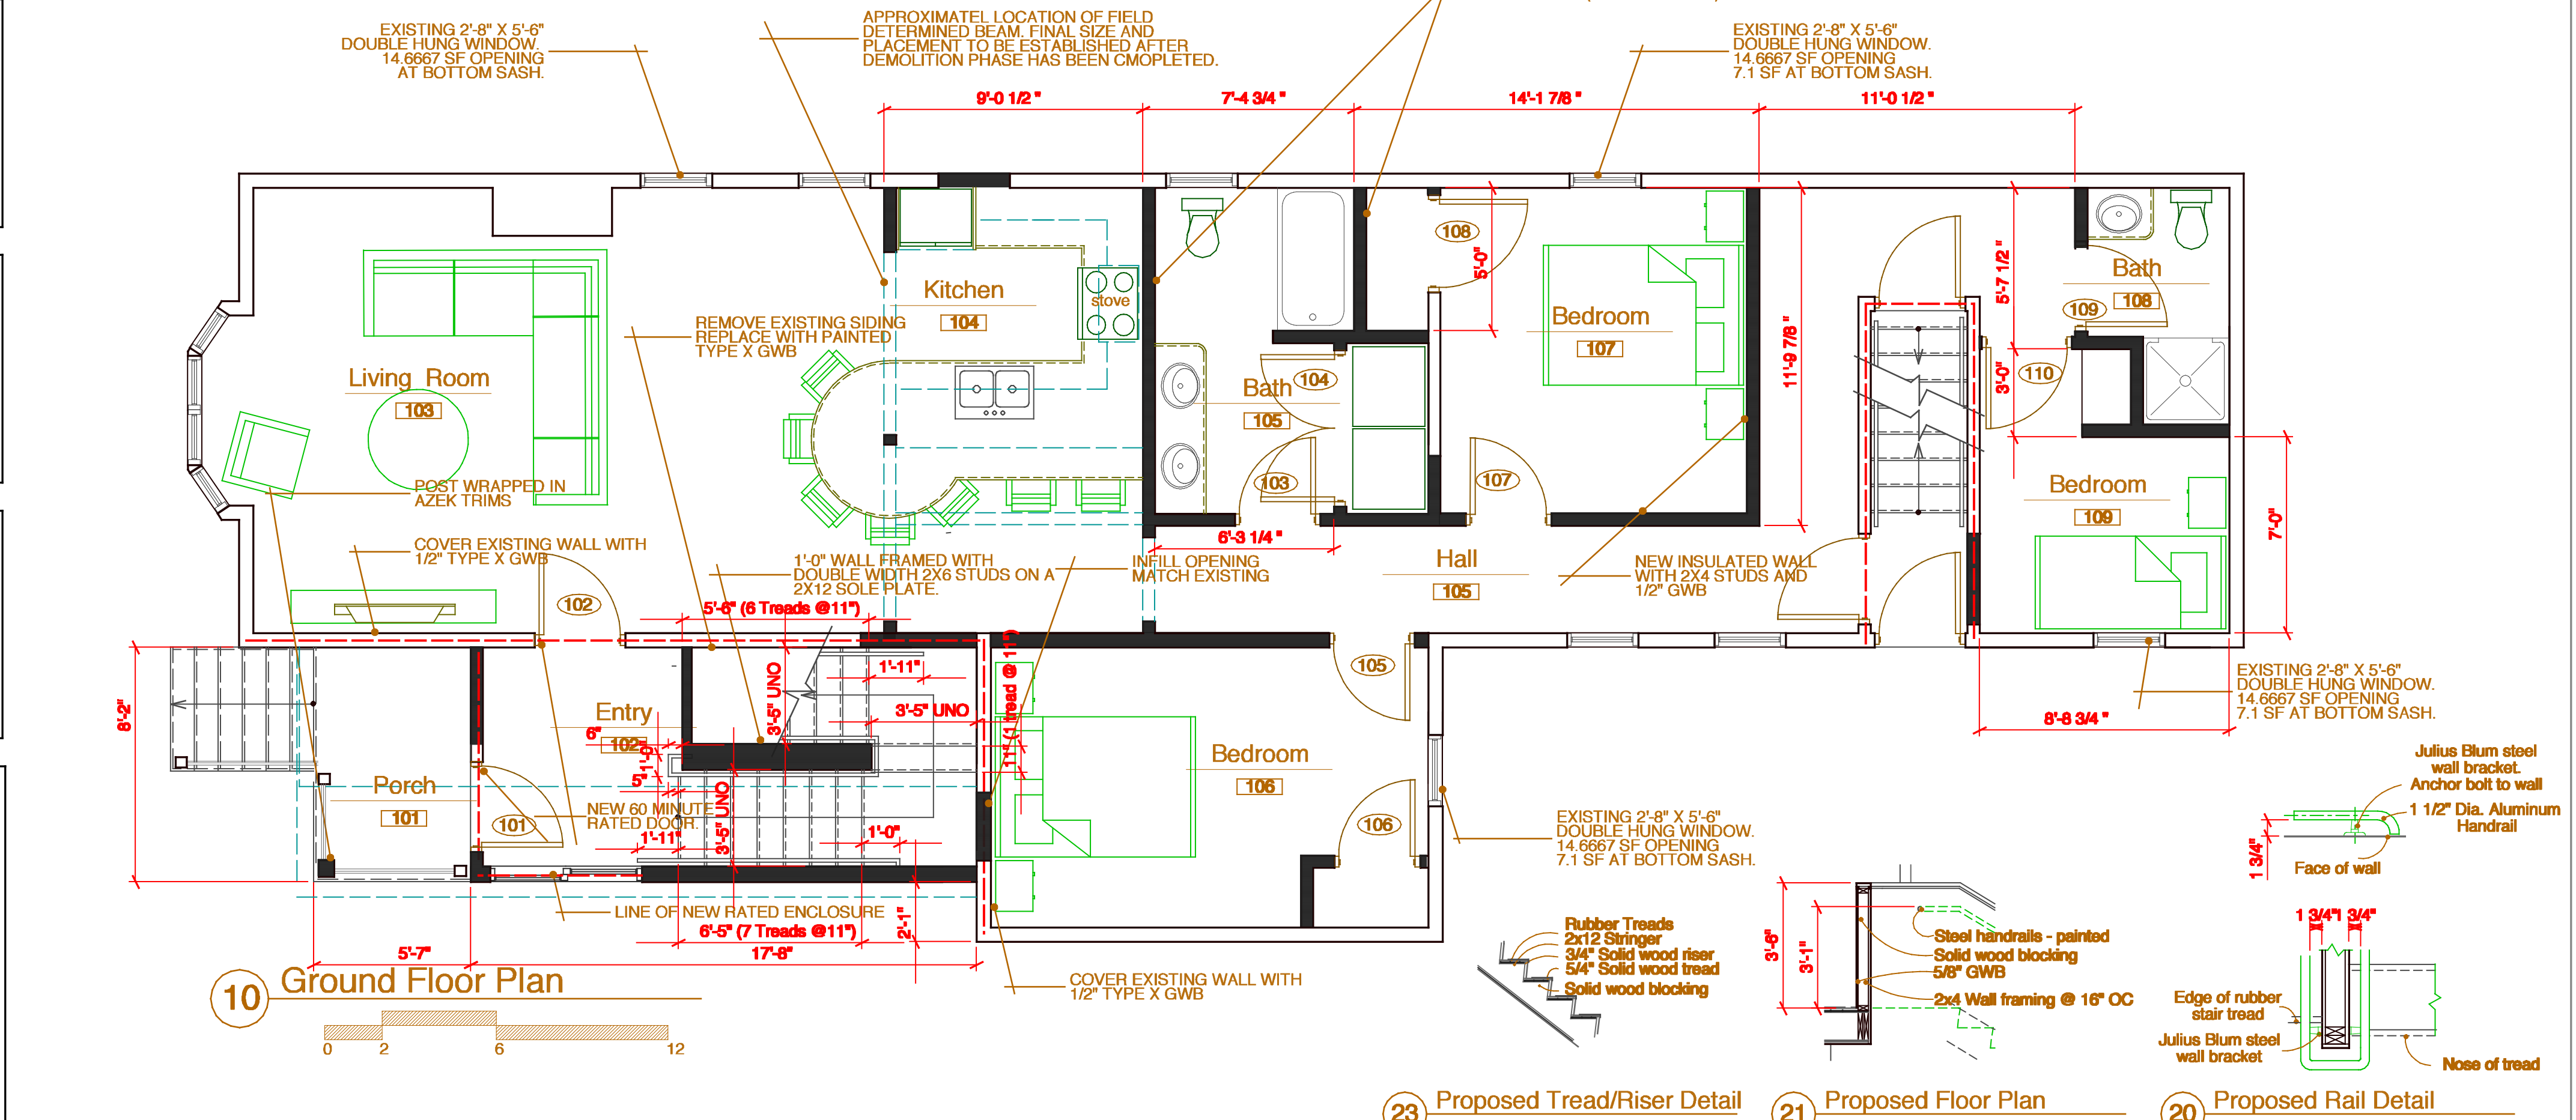 EXISTING 2'-8" X 5'-6"
DOUBLE HUNG WINDOW.
14.6667 SF OPENING
AT BOTTOM SASH.
APPROXIMATEL LOCATION OF FIELD
DETERMINED BEAM. FINAL SIZE AND
PLACEMENT TO BE ESTABLISHED AFTER
DEMOLITION PHASE HAS BEEN CMOPLETED.
EXISTING 2'-8" X 5'-6"
DOUBLE HUNG WINDOW.
14.6667 SF OPENING
7.1 SF AT BOTTOM SASH.
9'-0 1/2 "
7'-4 3/4 "
14'-1 7/8 "
11'-0 1/2 "
Kitchen
104
stove
REMOVE EXISTING SIDING
REPLACE WITH PAINTED
TYPE X GWB
Living Room
103
POST WRAPPED IN
AZEK TRIMS
COVER EXISTING WALL WITH
1/2" TYPE X GWB
102
1'-0" WALL FRAMED WITH
DOUBLE WIDTH 2X6 STUDS ON A
2X12 SOLE PLATE.
INFILL OPENING
MATCH EXISTING
Bath
105
104
103
6'-3 1/4 "
108
5'-0"
Bedroom
107
107
11'-9 7/8 "
Hall
105
NEW INSULATED WALL
WITH 2X4 STUDS AND
1/2" GWB
5'-7 1/2 "
3'-0"
Bath
108
109
110
Bedroom
109
7'-0"
5'-6" (6 Treads @11")
1'-11"
3'-5" UNO
3'-5" UNO
1'1" (1 tread @ 11")
8'-2"
Entry
102
6"
1'-0"
5"
Porch
101
101
NEW 60 MINUTE
RATED DOOR.
1'-11"
3'-5" UNO
1'-0"
LINE OF NEW RATED ENCLOSURE
6'-5" (7 Treads @11")
2'-1"
5'-7"
17'-8"
Bedroom
106
105
106
EXISTING 2'-8" X 5'-6"
DOUBLE HUNG WINDOW.
14.6667 SF OPENING
7.1 SF AT BOTTOM SASH.
EXISTING 2'-8" X 5'-6"
DOUBLE HUNG WINDOW.
14.6667 SF OPENING
7.1 SF AT BOTTOM SASH.
8'-8 3/4 "
COVER EXISTING WALL WITH
1/2" TYPE X GWB
10 Ground Floor Plan
0 2 6 12
Rubber Treads
2x12 Stringer
3/4" Solid wood riser
5/4" Solid wood tread
Solid wood blocking
23 Proposed Tread/Riser Detail
3'-6"
3'-1"
Steel handrails - painted
Solid wood blocking
5/8" GWB
2x4 Wall framing @ 16" OC
21 Proposed Floor Plan
Julius Blum steel
wall bracket.
Anchor bolt to wall
1 1/2" Dia. Aluminum
Handrail
1 3/4"
Face of wall
1 3/4" 1 3/4"
Edge of rubber
stair tread
Julius Blum steel
wall bracket
Nose of tread
20 Proposed Rail Detail